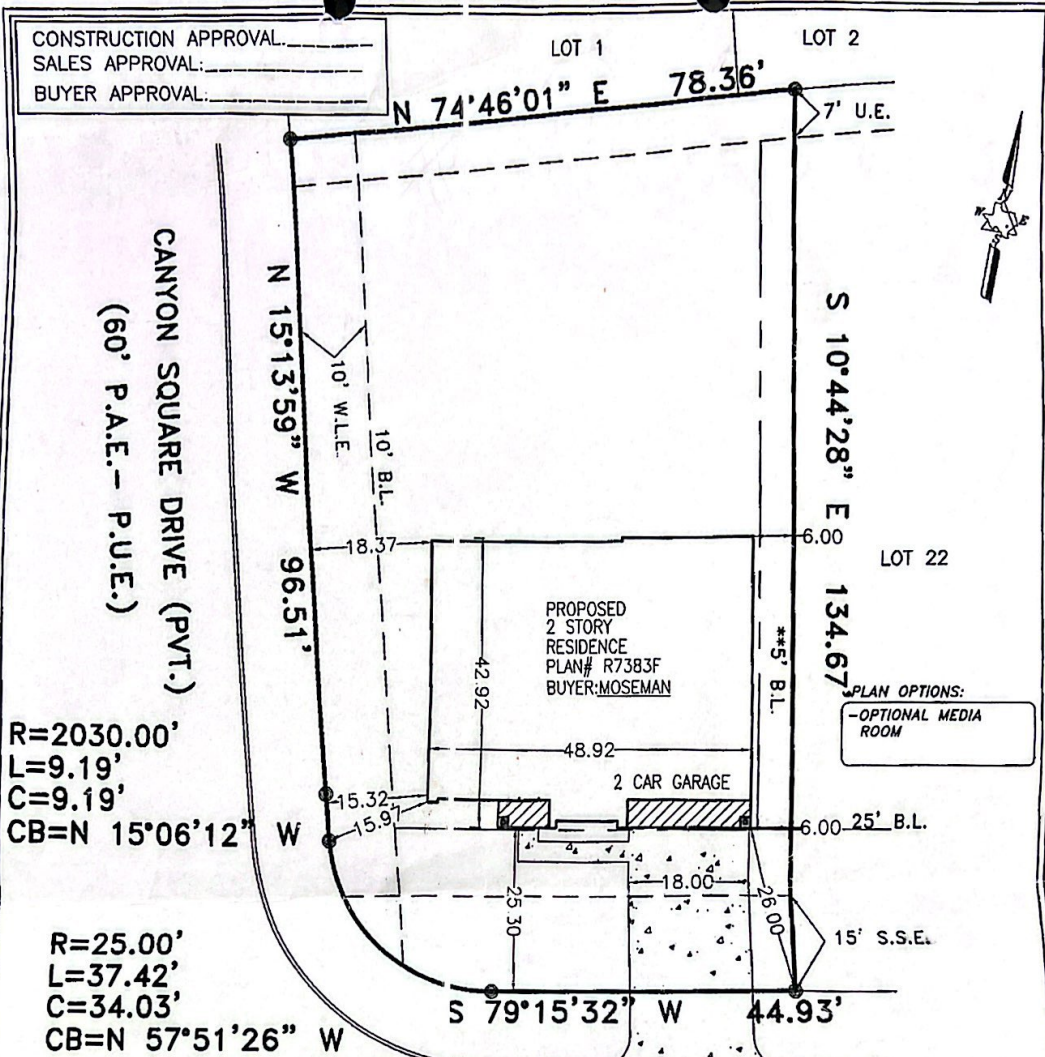 CONSTRUCTION APPROVAL:
SALES APPROVAL:
BUYER APPROVAL:
LOT 1
LOT 2
N 74°46'01" E 78.36'
7' U.E.
W
E
CANYON SQUARE DRIVE (PVT.)
(60' P.A.E.– P.U.E.)
N 15°13'59" W 96.51'
10' W.L.E.
10' B.L.
S 10°44'28" E 134.67'
18.37
6.00
LOT 22
PROPOSED
2 STORY
RESIDENCE
PLAN# R7383F
BUYER:MOSEMAN
42.92
**5' B.L.
PLAN OPTIONS:
-OPTIONAL MEDIA
ROOM
48.92
2 CAR GARAGE
R=2030.00'
L=9.19'
C=9.19'
CB=N 15°06'12" W
15.32
15.97
6.00
25' B.L.
18.00
25.30
26.00
15' S.S.E.
R=25.00'
L=37.42'
C=34.03'
CB=N 57°51'26" W
S 79°15'32" W 44.93'